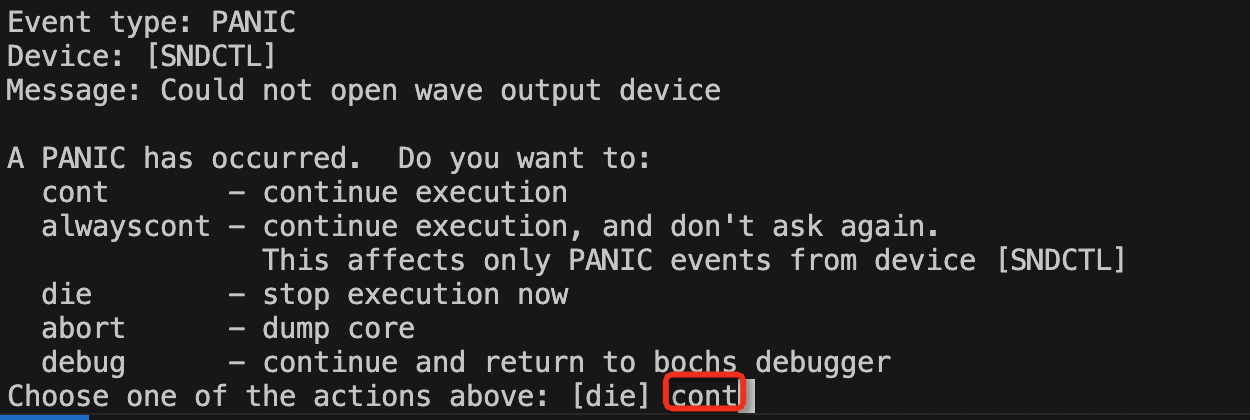 Event type: PANIC
Device: [SNDCTL]
Message: Could not open wave output device
A PANIC has occurred.  Do you want to:
  cont       - continue execution
  alwayscont - continue execution, and don't ask again.
               This affects only PANIC events from device [SNDCTL]
  die        - stop execution now
  abort      - dump core
  debug      - continue and return to bochs debugger
Choose one of the actions above: [die] cont